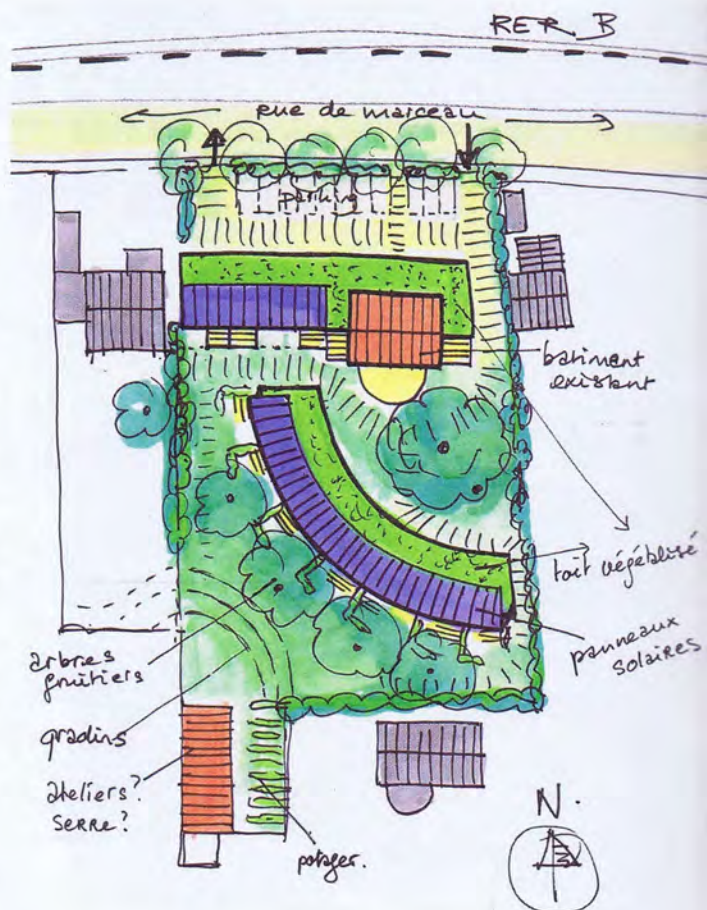 RER B
rue de marceau
parking
batiment
existant
toit végétalisé
panneaux
solaires
arbres
fruitiers
gradins
ateliers?
SERRE?
potager.
N.